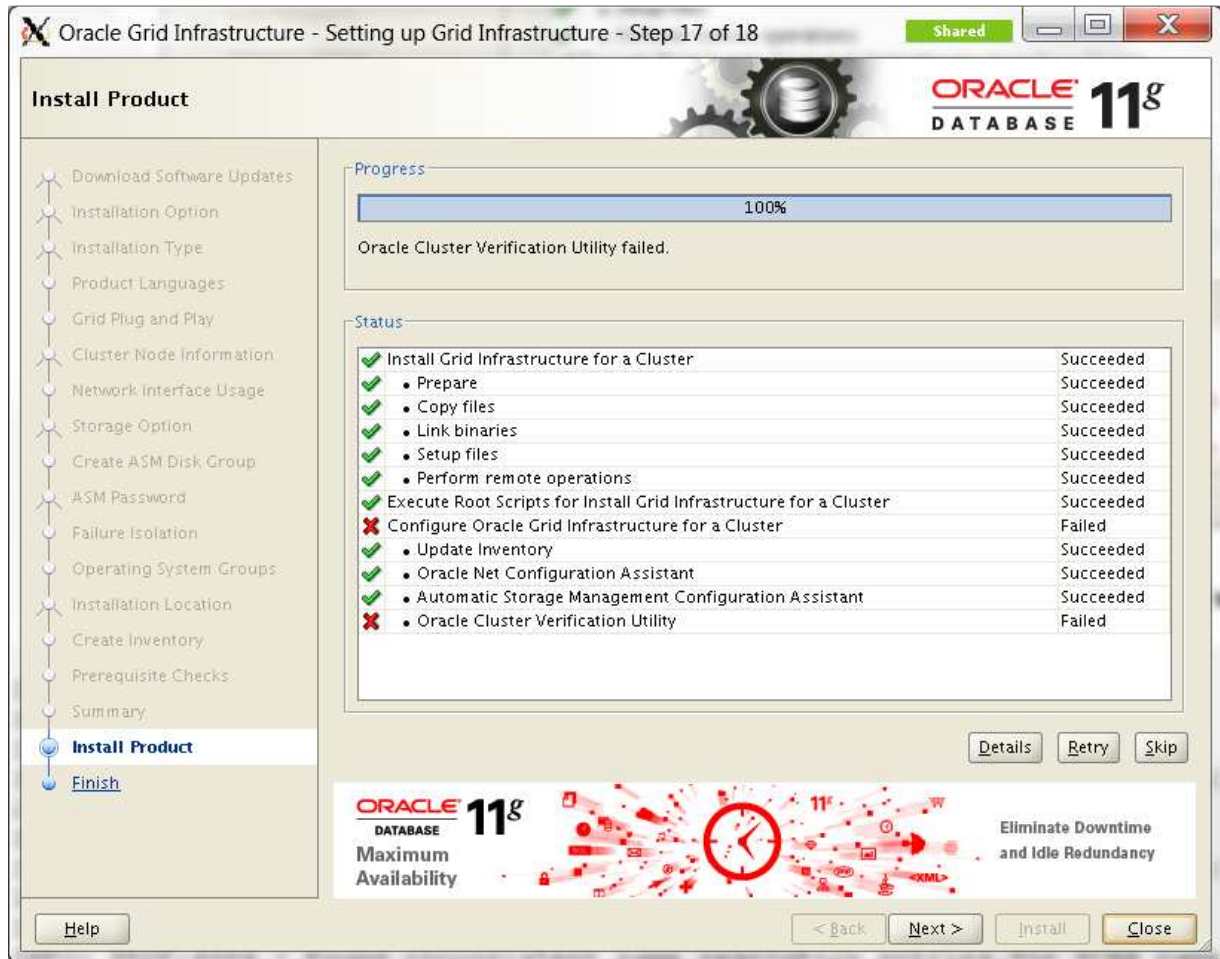 Oracle Grid Infrastructure - Setting up Grid Infrastructure - Step 17 of 18
Shared
Install Product
ORACLE 11g
DATABASE
Download Software Updates
Installation Option
Installation Type
Product Languages
Grid Plug and Play
Cluster Node Information
Network Interface Usage
Storage Option
Create ASM Disk Group
ASM Password
Failure Isolation
Operating System Groups
Installation Location
Create Inventory
Prerequisite Checks
Summary
Install Product
Finish
Progress
100%
Oracle Cluster Verification Utility failed.
Status
Install Grid Infrastructure for a Cluster Succeeded
• Prepare Succeeded
• Copy files Succeeded
• Link binaries Succeeded
• Setup files Succeeded
• Perform remote operations Succeeded
Execute Root Scripts for Install Grid Infrastructure for a Cluster Succeeded
Configure Oracle Grid Infrastructure for a Cluster Failed
• Update Inventory Succeeded
• Oracle Net Configuration Assistant Succeeded
• Automatic Storage Management Configuration Assistant Succeeded
• Oracle Cluster Verification Utility Failed
Details Retry Skip
ORACLE 11g
DATABASE
Maximum
Availability
11g
<XML>
Eliminate Downtime
and Idle Redundancy
Help < Back Next > Install Close